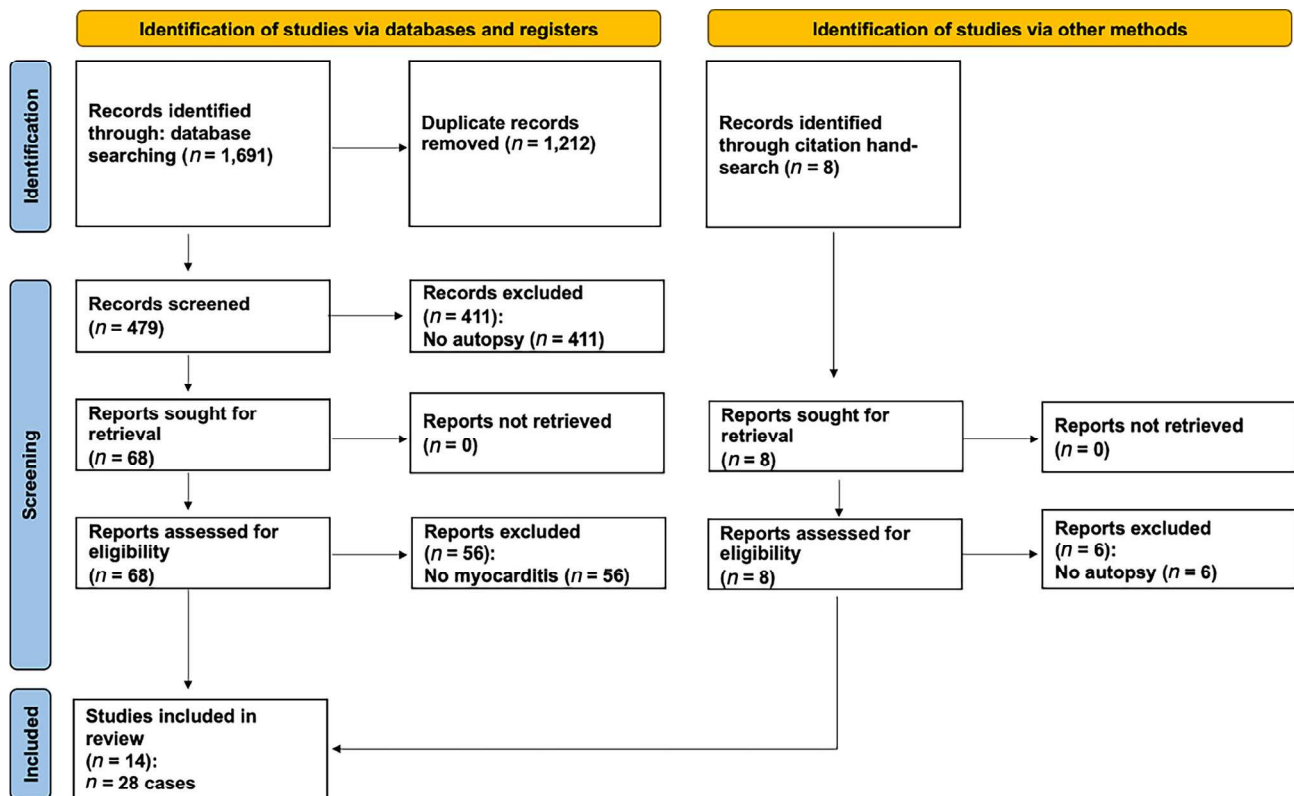 Identification of studies via databases and registers
Identification of studies via other methods
Identification
Records identified
through: database
searching (n = 1,691)
Duplicate records
removed (n = 1,212)
Records identified
through citation hand-
search (n = 8)
Screening
Records screened
(n = 479)
Records excluded
(n = 411):
No autopsy (n = 411)
Reports sought for
retrieval
(n = 68)
Reports not retrieved
(n = 0)
Reports sought for
retrieval
(n = 8)
Reports not retrieved
(n = 0)
Reports assessed for
eligibility
(n = 68)
Reports excluded
(n = 56):
No myocarditis (n = 56)
Reports assessed for
eligibility
(n = 8)
Reports excluded
(n = 6):
No autopsy (n = 6)
Included
Studies included in
review
(n = 14):
n = 28 cases